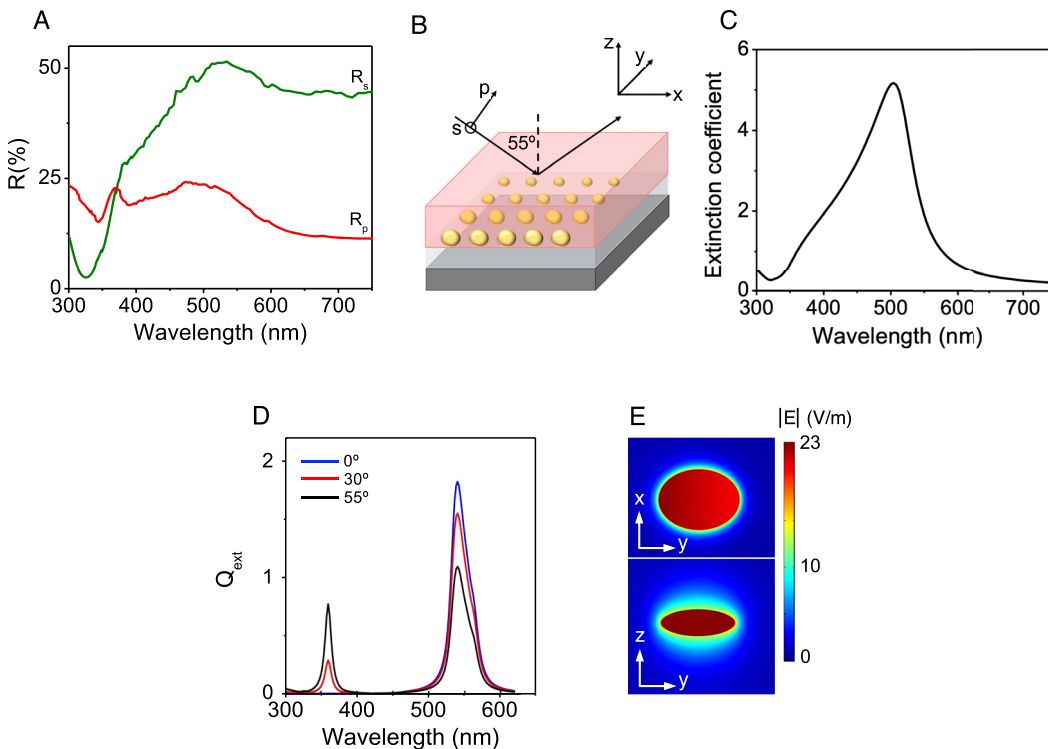 A
R(%)
50
25
0
300 400 500 600 700
Wavelength (nm)
Rs
Rp
B
z
y
x
p
s
55º
C
Extinction coefficient
6
4
2
0
300 400 500 600 700
Wavelength (nm)
D
Qext
2
1
0
0º
30º
55º
300 400 500 600
Wavelength (nm)
E
|E| (V/m)
23
10
0
x
y
z
y